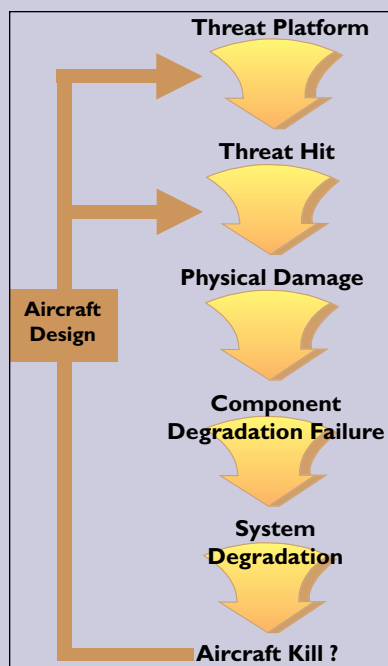 Threat Platform
Threat Hit
Physical Damage
Aircraft
Design
Component
Degradation Failure
System
Degradation
Aircraft Kill ?